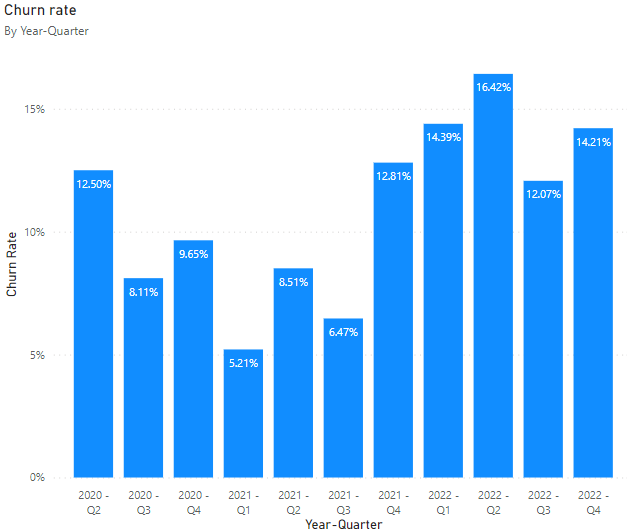 Churn rate
By Year-Quarter
Churn Rate
15%
10%
5%
0%
12.50%
8.11%
9.65%
5.21%
8.51%
6.47%
12.81%
14.39%
16.42%
12.07%
14.21%
2020 -
Q2
2020 -
Q3
2020 -
Q4
2021 -
Q1
2021 -
Q2
2021 -
Q3
2021 -
Q4
2022 -
Q1
2022 -
Q2
2022 -
Q3
2022 -
Q4
Year-Quarter